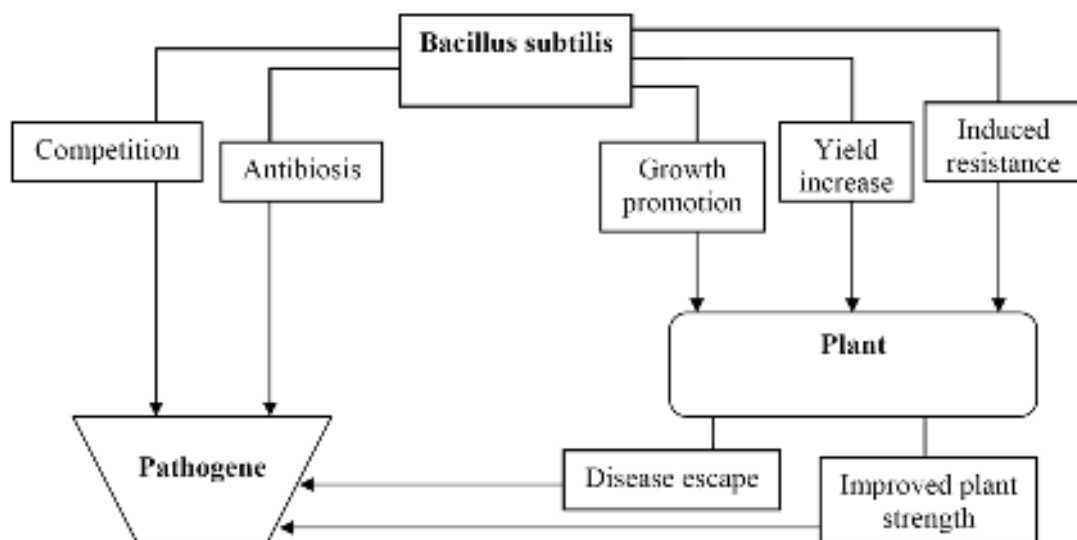 Bacillus subtilis
Competition
Antibiosis
Growth
promotion
Yield
increase
Induced
resistance
Plant
Pathogene
Disease escape
Improved plant
strength